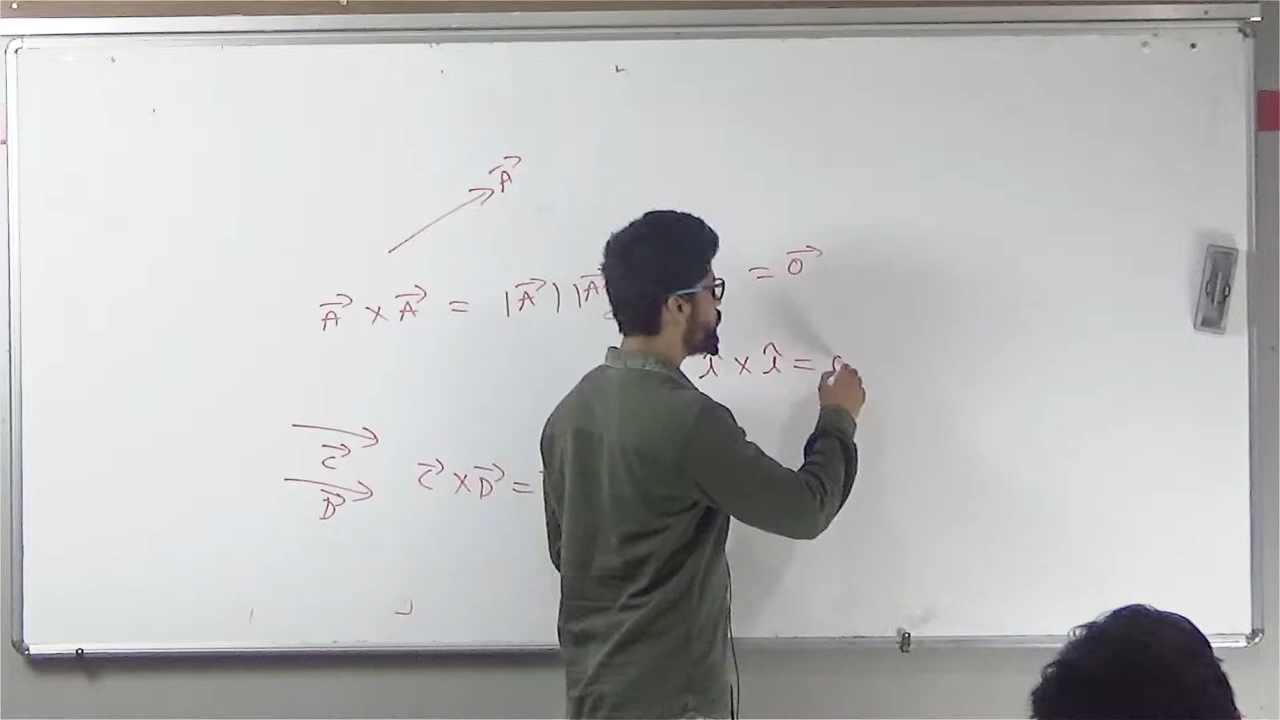 A⃗
A⃗ × A⃗ = |A⃗| |A⃗ = 0⃗
î × î = 0
C⃗
D⃗
C⃗ × D⃗ =